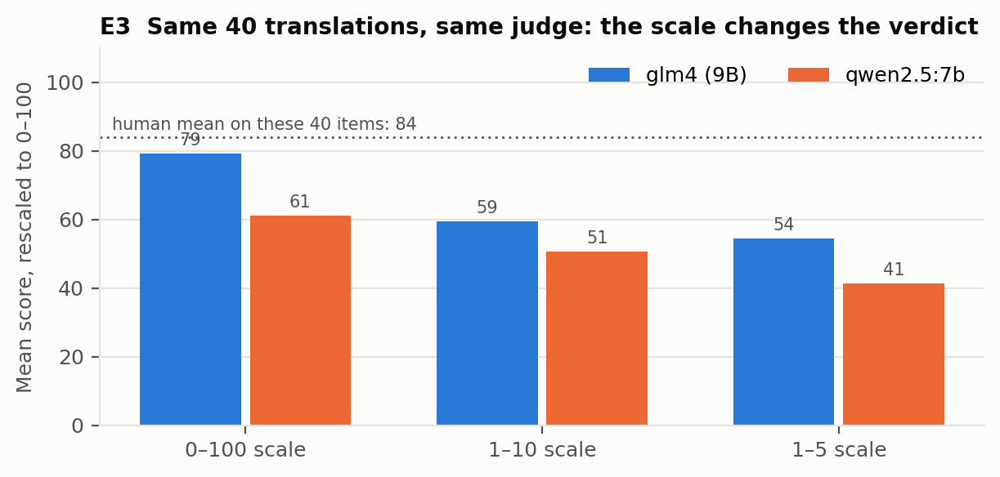 E3  Same 40 translations, same judge: the scale changes the verdict
Mean score, rescaled to 0–100
glm4 (9B)  qwen2.5:7b
100
human mean on these 40 items: 84
80
60
40
20
0
79
61
59
51
54
41
0–100 scale  1–10 scale  1–5 scale